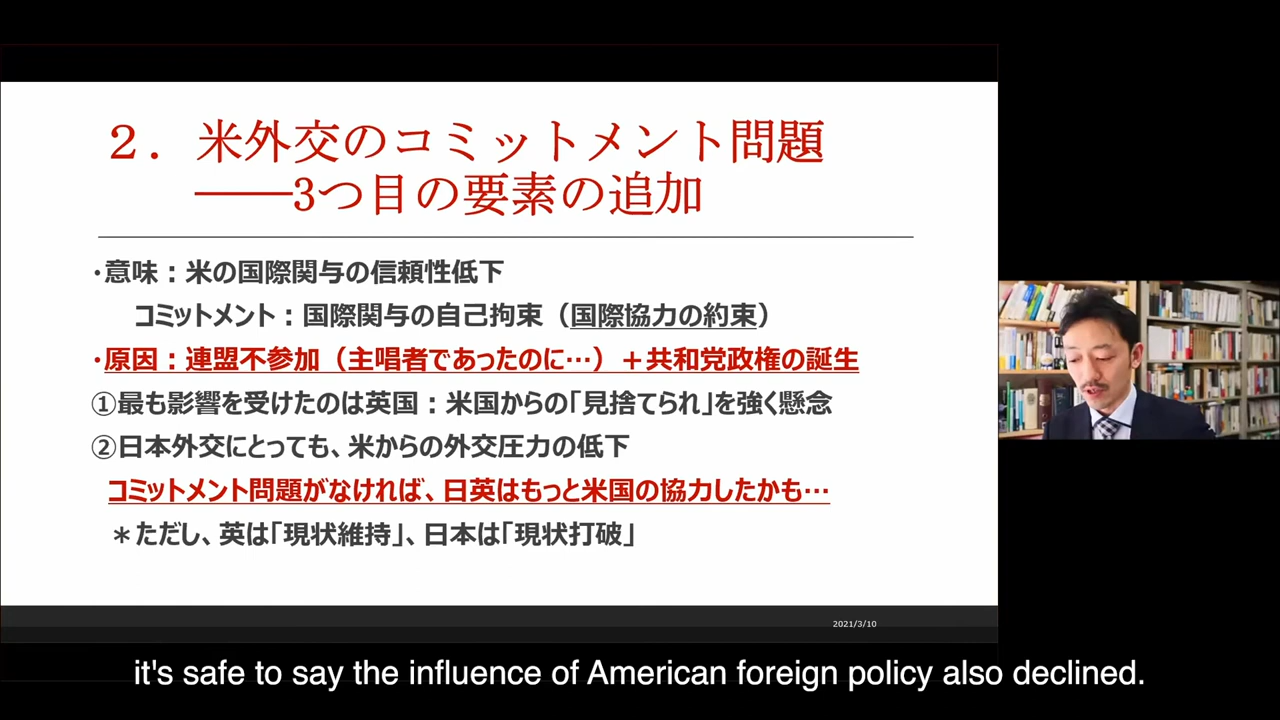 ２．米外交のコミットメント問題
――3つ目の要素の追加
・意味：米の国際関与の信頼性低下
コミットメント：国際関与の自己拘束（国際協力の約束）
・原因：連盟不参加（主唱者であったのに…）＋共和党政権の誕生
①最も影響を受けたのは英国：米国からの「見捨てられ」を強く懸念
②日本外交にとっても、米からの外交圧力の低下
コミットメント問題がなければ、日英はもっと米国の協力したかも…
＊ただし、英は「現状維持」、日本は「現状打破」
2021/3/10
it's safe to say the influence of American foreign policy also declined.